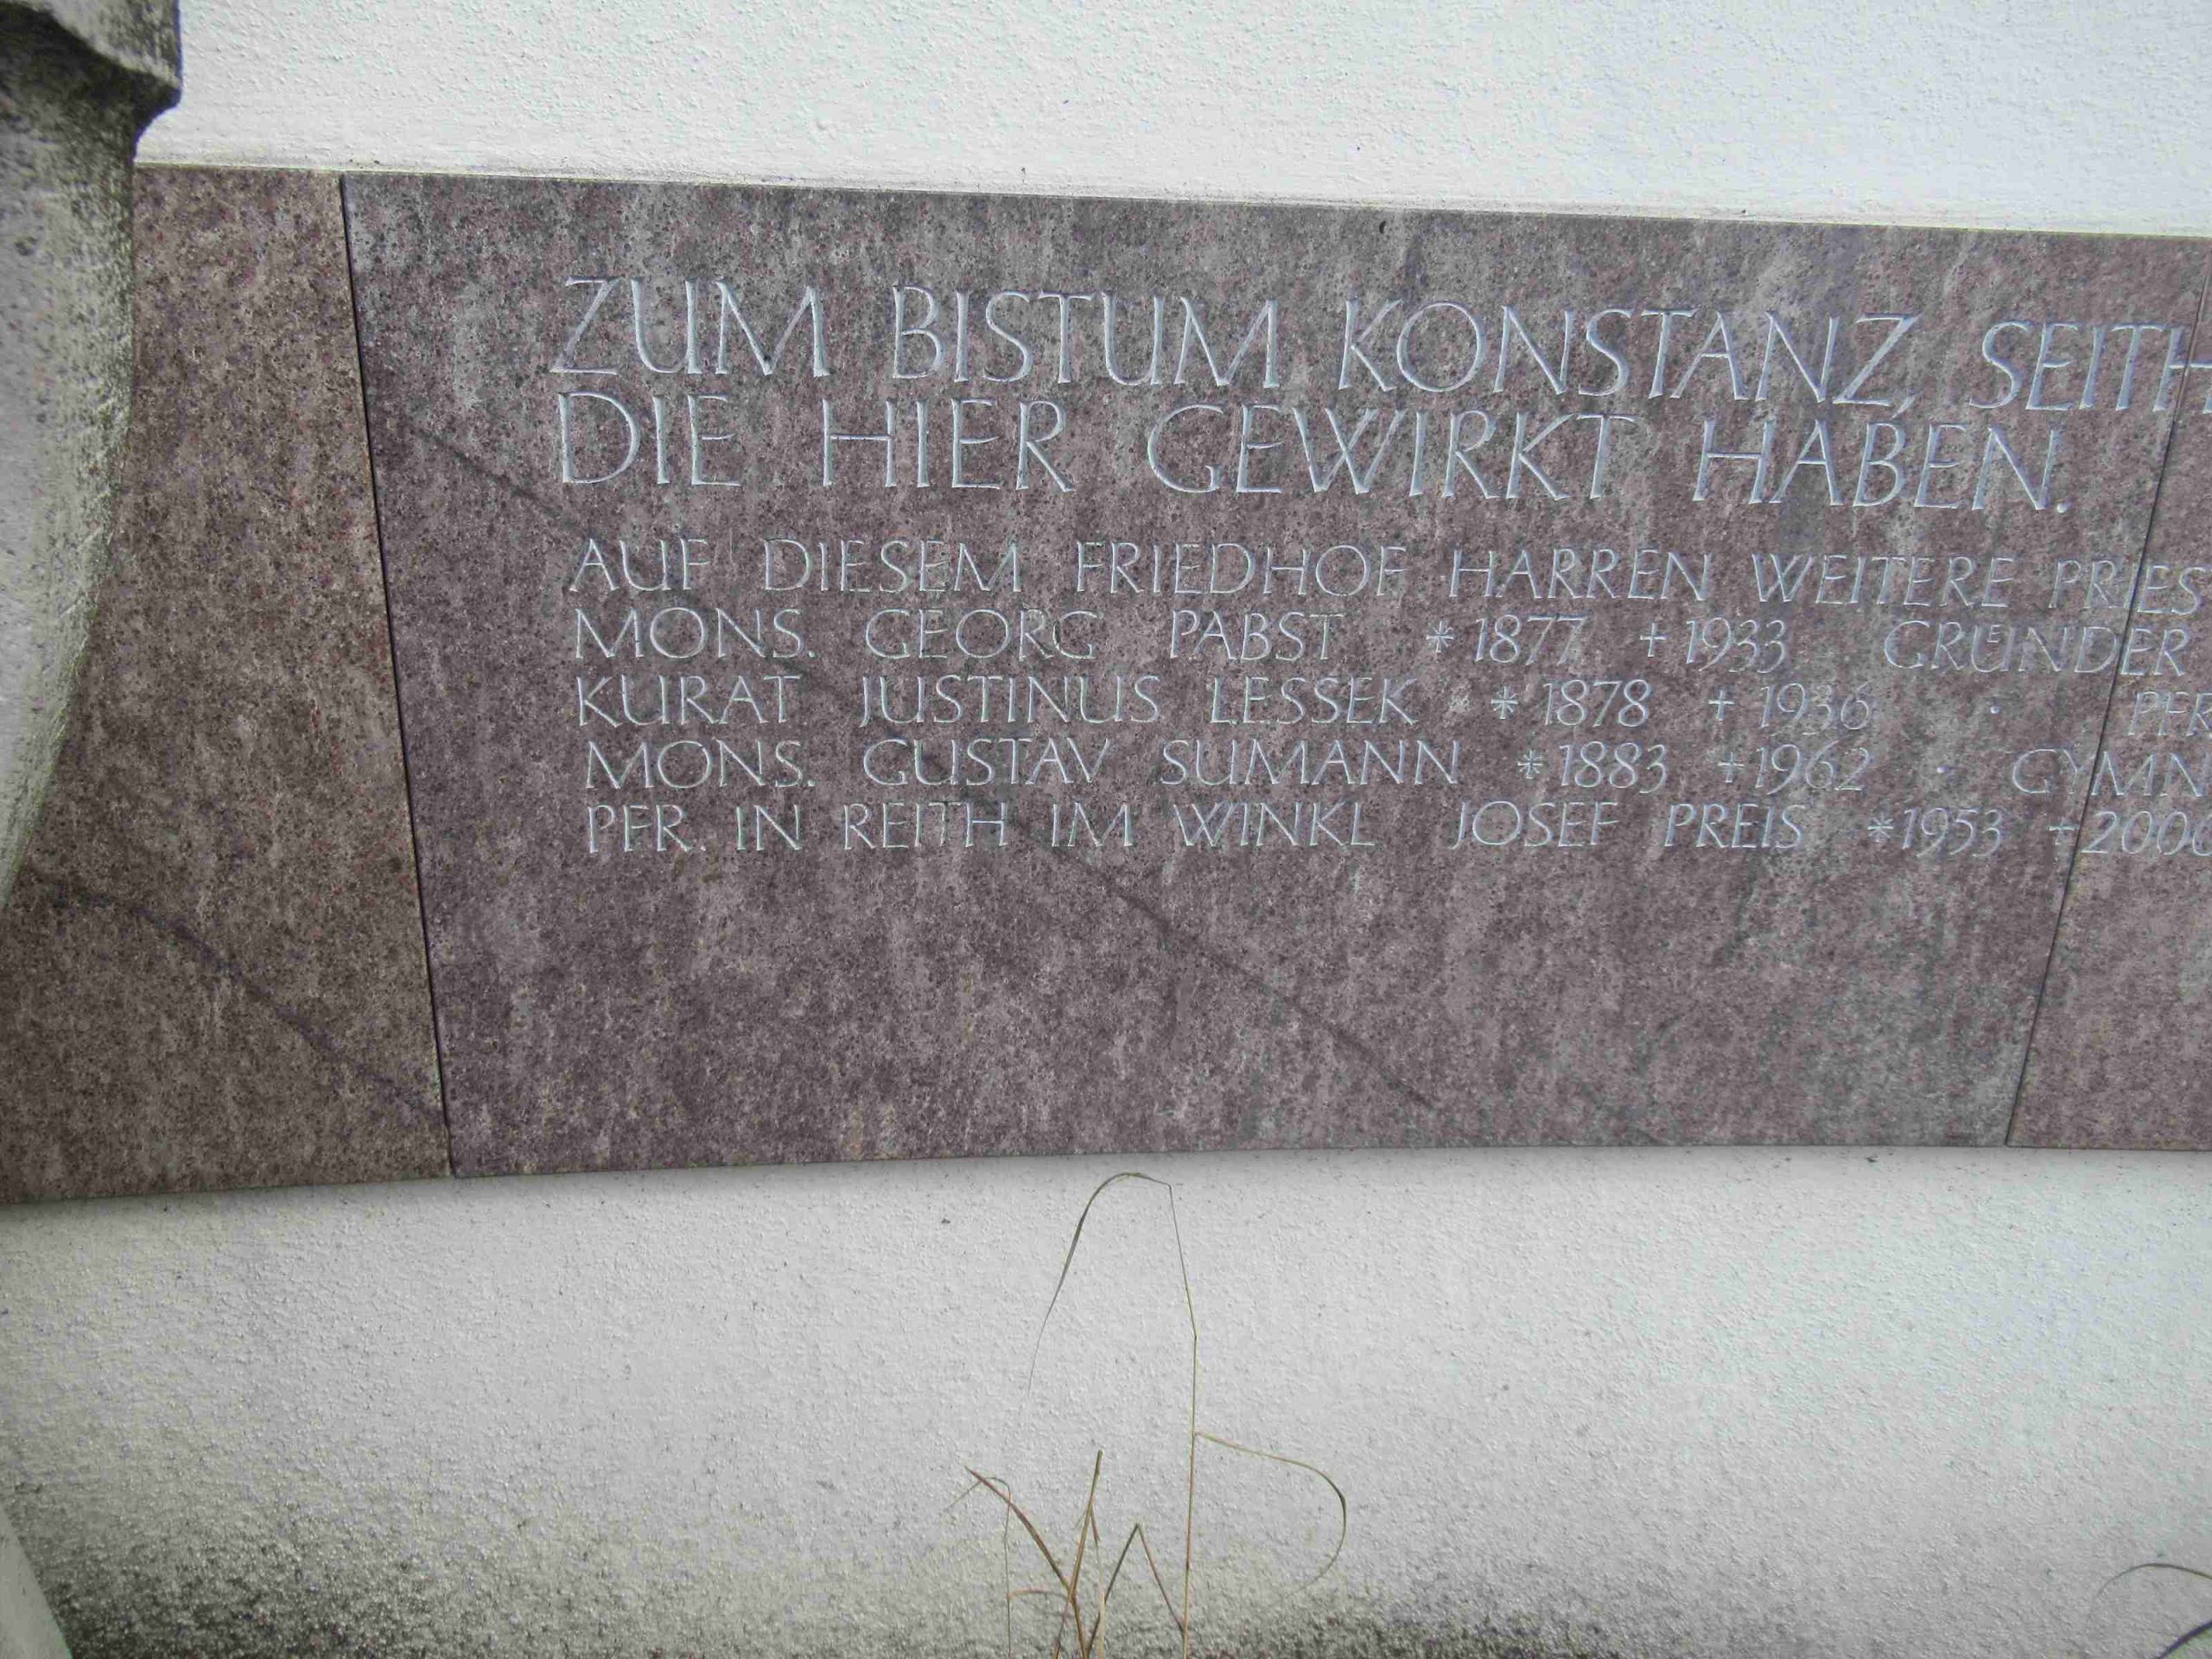 ZUM BISTUM KONSTANZ, SEITH
DIE HIER GEWIRKT HABEN.
AUF DIESEM FRIEDHOF HARREN WEITERE PRIES
MONS. GEORG PABST * 1877 + 1933 GRÜNDER
KURAT JUSTINUS LESSEK * 1878 + 1936 · PFR
MONS. GUSTAV SUMANN * 1883 + 1962 · GYMN
PFR. IN REITH IM WINKL JOSEF PREIS * 1953 + 2000